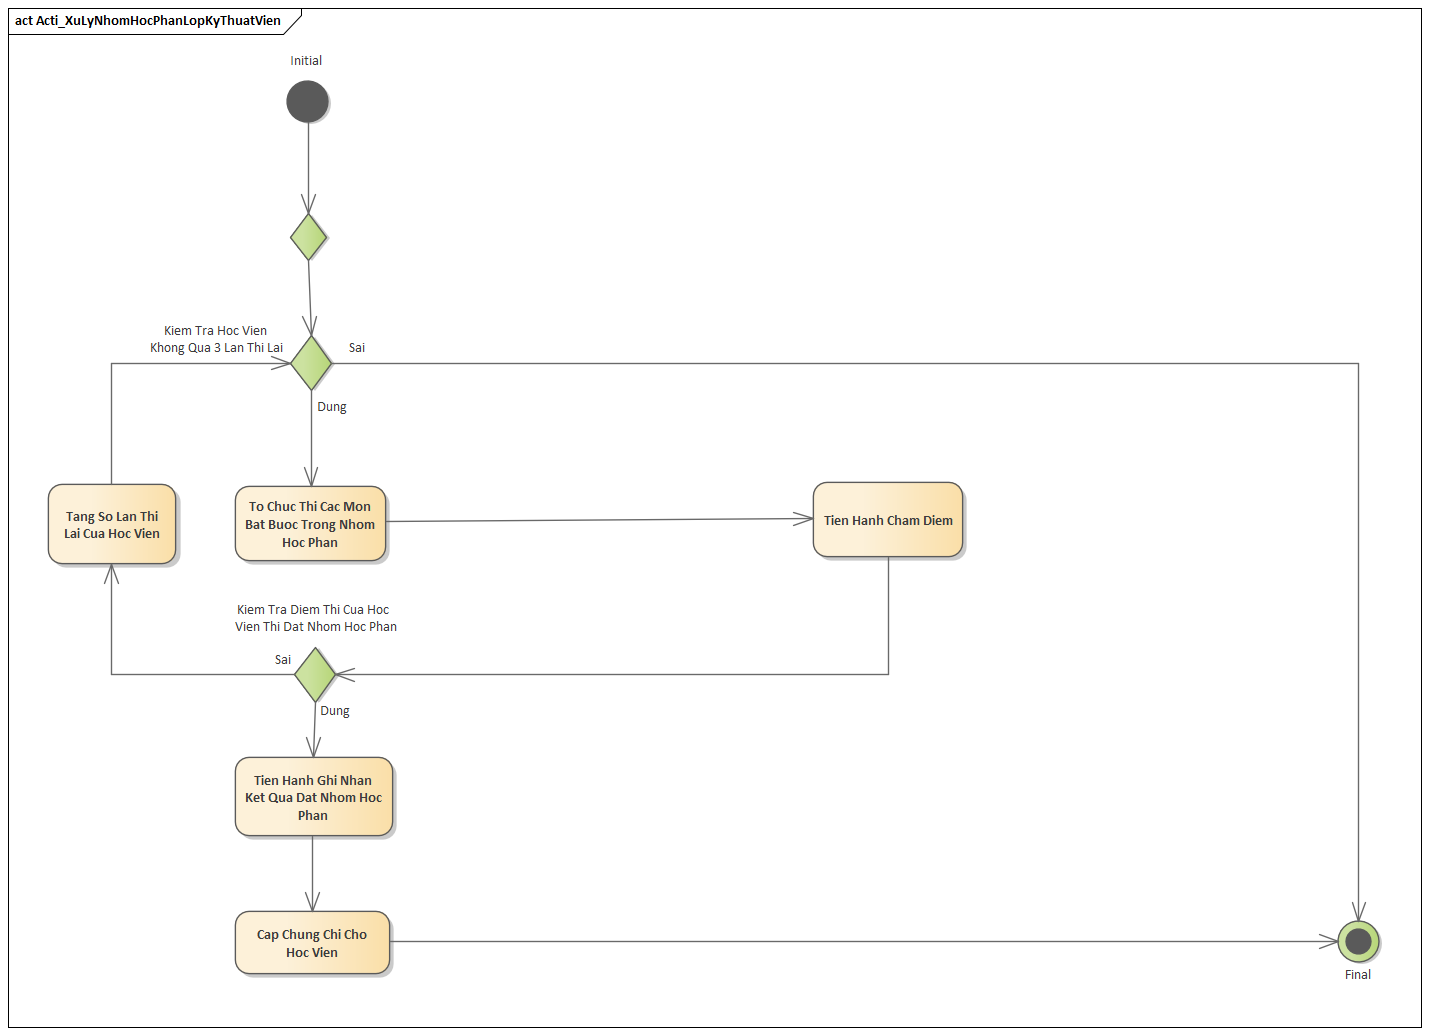 act Acti_XuLyNhomHocPhanLopKyThuatVien
Initial
Kiem Tra Hoc Vien
Khong Qua 3 Lan Thi Lai
Sai
Dung
Tang So Lan Thi
Lai Cua Hoc Vien
To Chuc Thi Cac Mon
Bat Buoc Trong Nhom
Hoc Phan
Tien Hanh Cham Diem
Kiem Tra Diem Thi Cua Hoc
Vien Thi Dat Nhom Hoc Phan
Sai
Dung
Tien Hanh Ghi Nhan
Ket Qua Dat Nhom Hoc
Phan
Cap Chung Chi Cho
Hoc Vien
Final